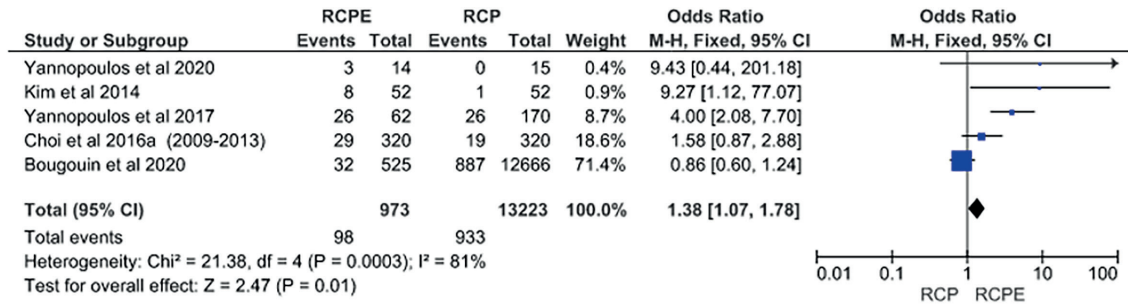 RCPE RCP Odds Ratio Odds Ratio
Study or Subgroup Events Total Events Total Weight M-H, Fixed, 95% CI M-H, Fixed, 95% CI
Yannopoulos et al 2020 3 14 0 15 0.4% 9.43 [0.44, 201.18]
Kim et al 2014 8 52 1 52 0.9% 9.27 [1.12, 77.07]
Yannopoulos et al 2017 26 62 26 170 8.7% 4.00 [2.08, 7.70]
Choi et al 2016a (2009-2013) 29 320 19 320 18.6% 1.58 [0.87, 2.88]
Bougouin et al 2020 32 525 887 12666 71.4% 0.86 [0.60, 1.24]
Total (95% CI) 973 13223 100.0% 1.38 [1.07, 1.78]
Total events 98 933
Heterogeneity: Chi² = 21.38, df = 4 (P = 0.0003); I² = 81%
Test for overall effect: Z = 2.47 (P = 0.01)
0.01 0.1 1 10 100
RCP RCPE